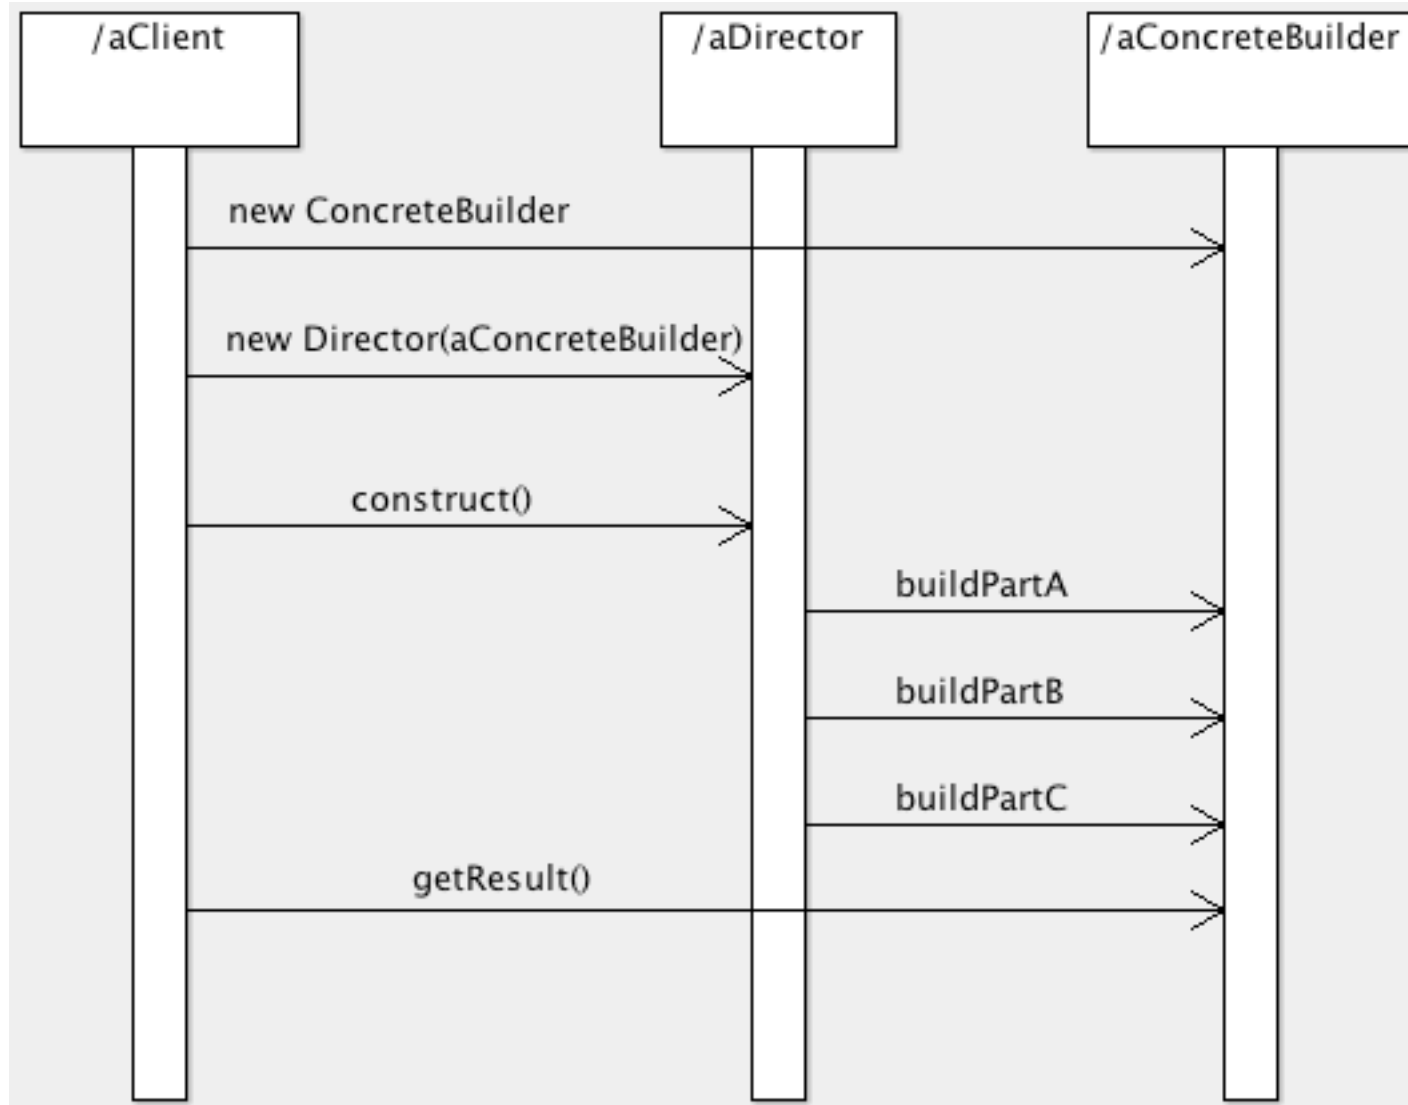 /aClient
/aDirector
/aConcreteBuilder
new ConcreteBuilder
new Director(aConcreteBuilder)
construct()
buildPartA
buildPartB
buildPartC
getResult()